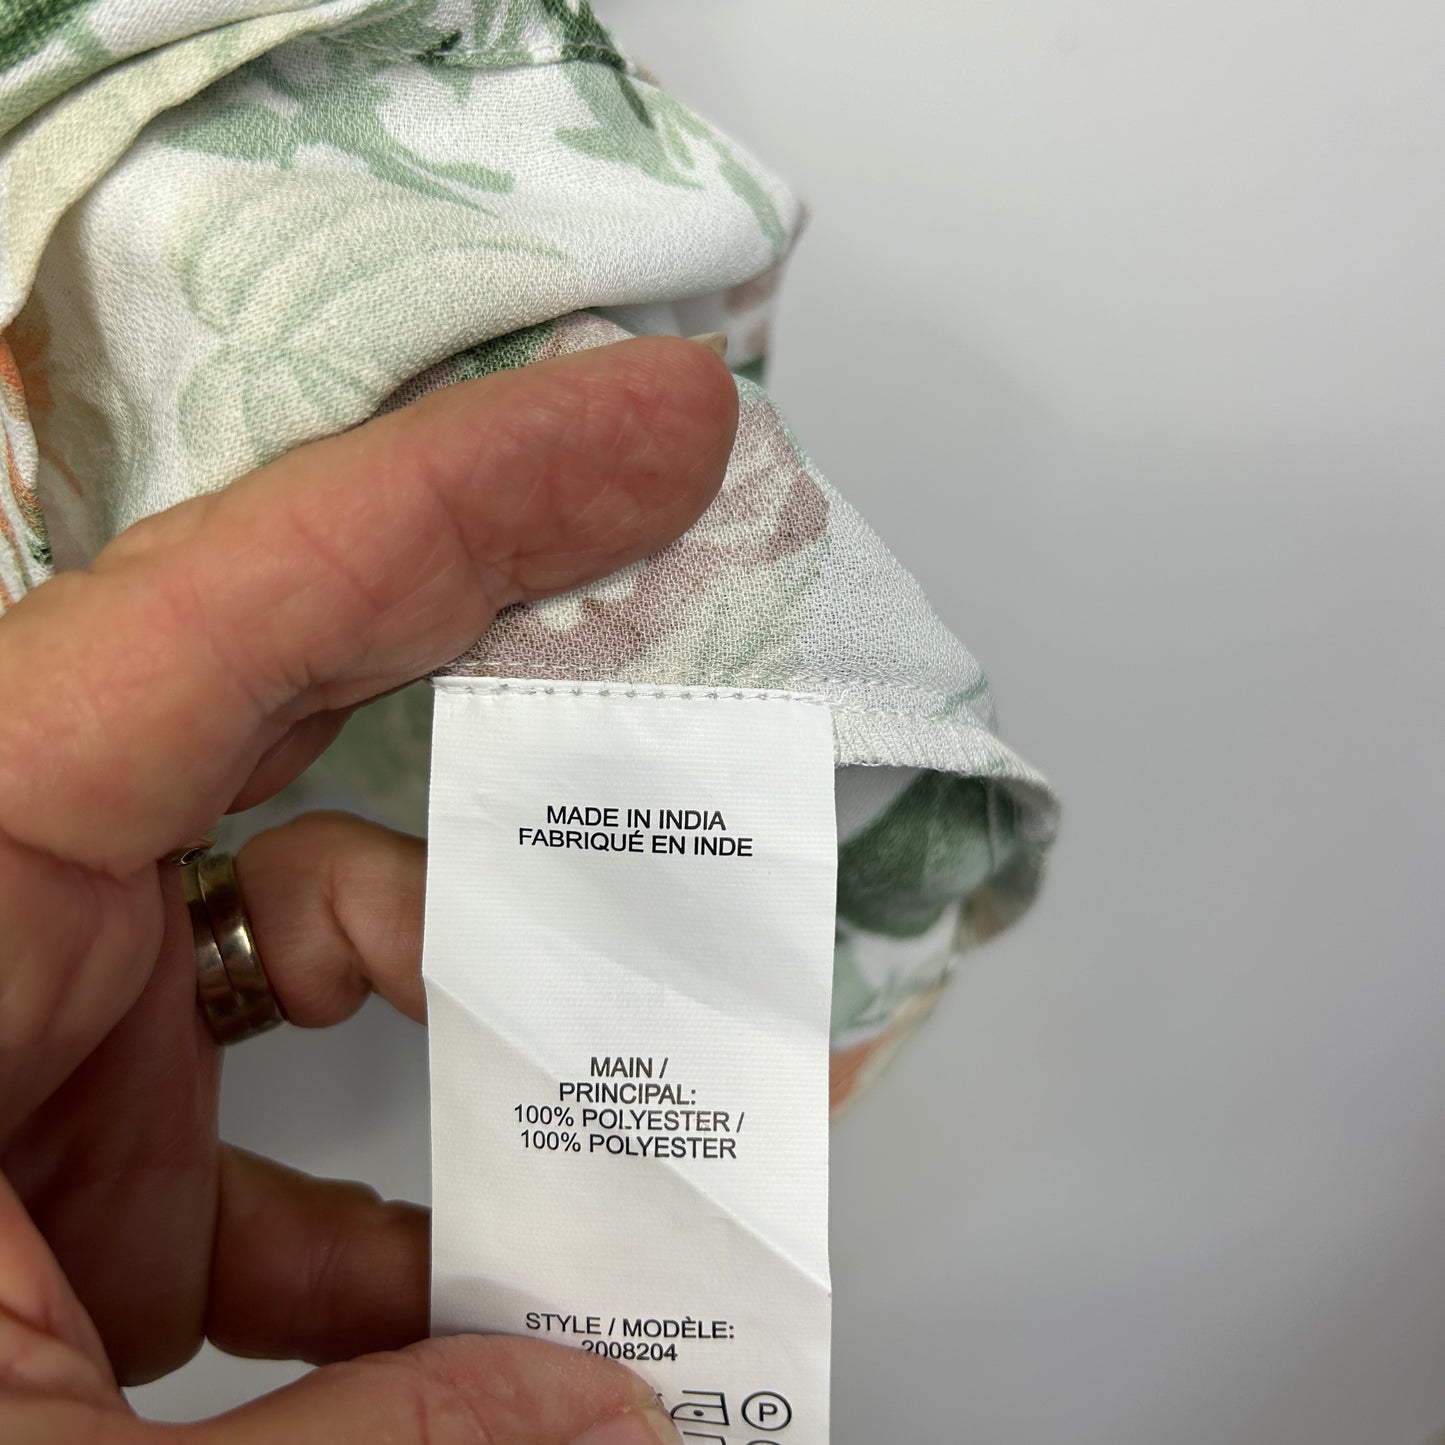 MADE IN INDIA
FABRIQUÉ EN INDE
MAIN /
PRINCIPAL:
100% POLYESTER /
100% POLYESTER
STYLE / MODÈLE:
2008204
P